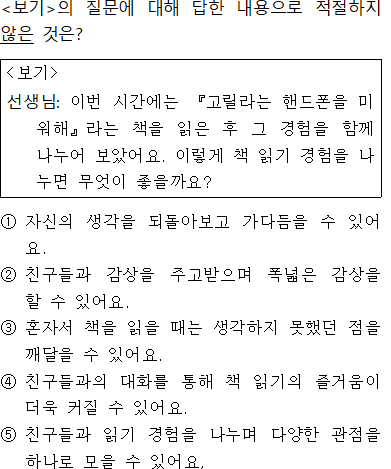 <보기>의 질문에 대해 답한 내용으로 적절하지
않은 것은?
<보기>
선생님: 이번 시간에는 『고릴라는 핸드폰을 미
워해』라는 책을 읽은 후 그 경험을 함께
나누어 보았어요. 이렇게 책 읽기 경험을 나
누면 무엇이 좋을까요?
① 자신의 생각을 되돌아보고 가다듬을 수 있어
요.
② 친구들과 감상을 주고받으며 폭넓은 감상을
할 수 있어요.
③ 혼자서 책을 읽을 때는 생각하지 못했던 점을
깨달을 수 있어요.
④ 친구들과의 대화를 통해 책 읽기의 즐거움이
더욱 커질 수 있어요.
⑤ 친구들과 읽기 경험을 나누며 다양한 관점을
하나로 모을 수 있어요.